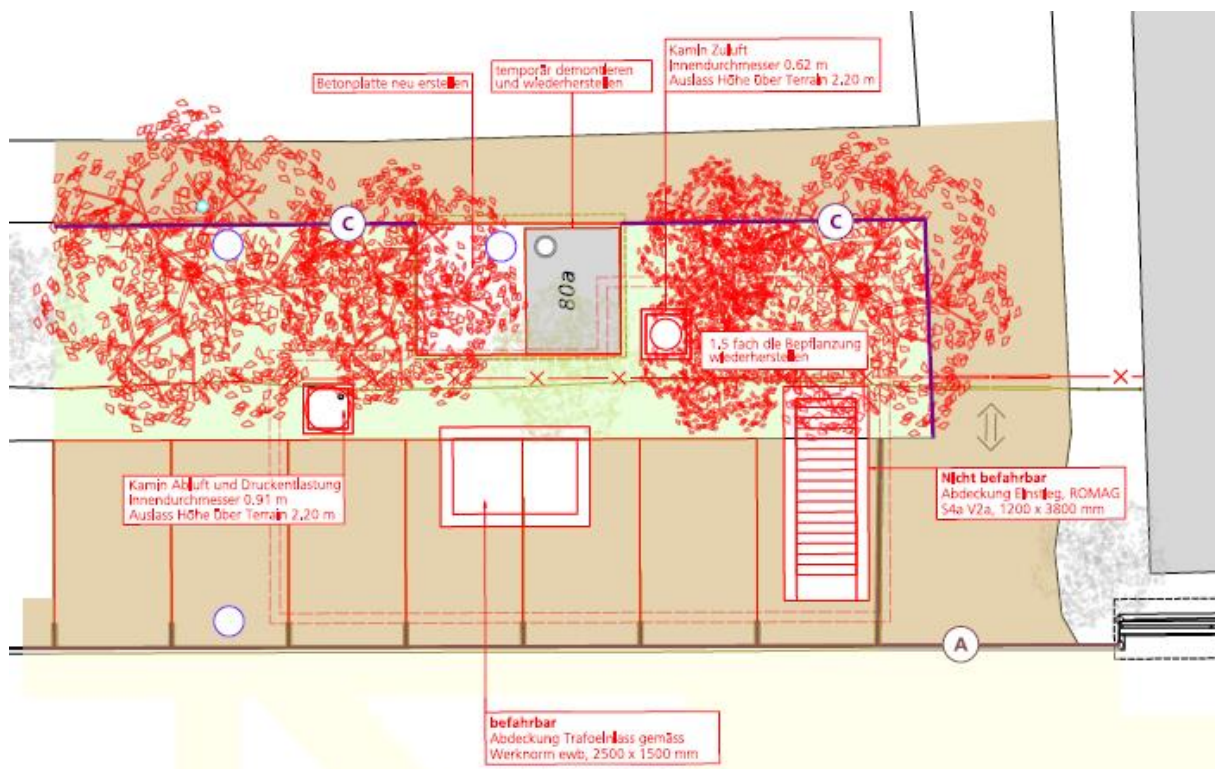 Kamin Zuluft
Innendurchmesser 0.62 m
Auslass Höhe über Terrain 2.20 m
temporär demontieren
und wiederherstellen
Betonplatte neu erstellen
C
C
80a
1.5 fach die Bepflanzung
wiederherstellen
Kamin Abluft und Druckentlastung
Innendurchmesser 0.91 m
Auslass Höhe über Terrain 2.20 m
Nicht befahrbar
Abdeckung Einstieg, ROMAG
S4a V2a, 1200 x 3800 mm
A
befahrbar
Abdeckung Trafoeinlass gemäss
Werknorm ewb, 2500 x 1500 mm